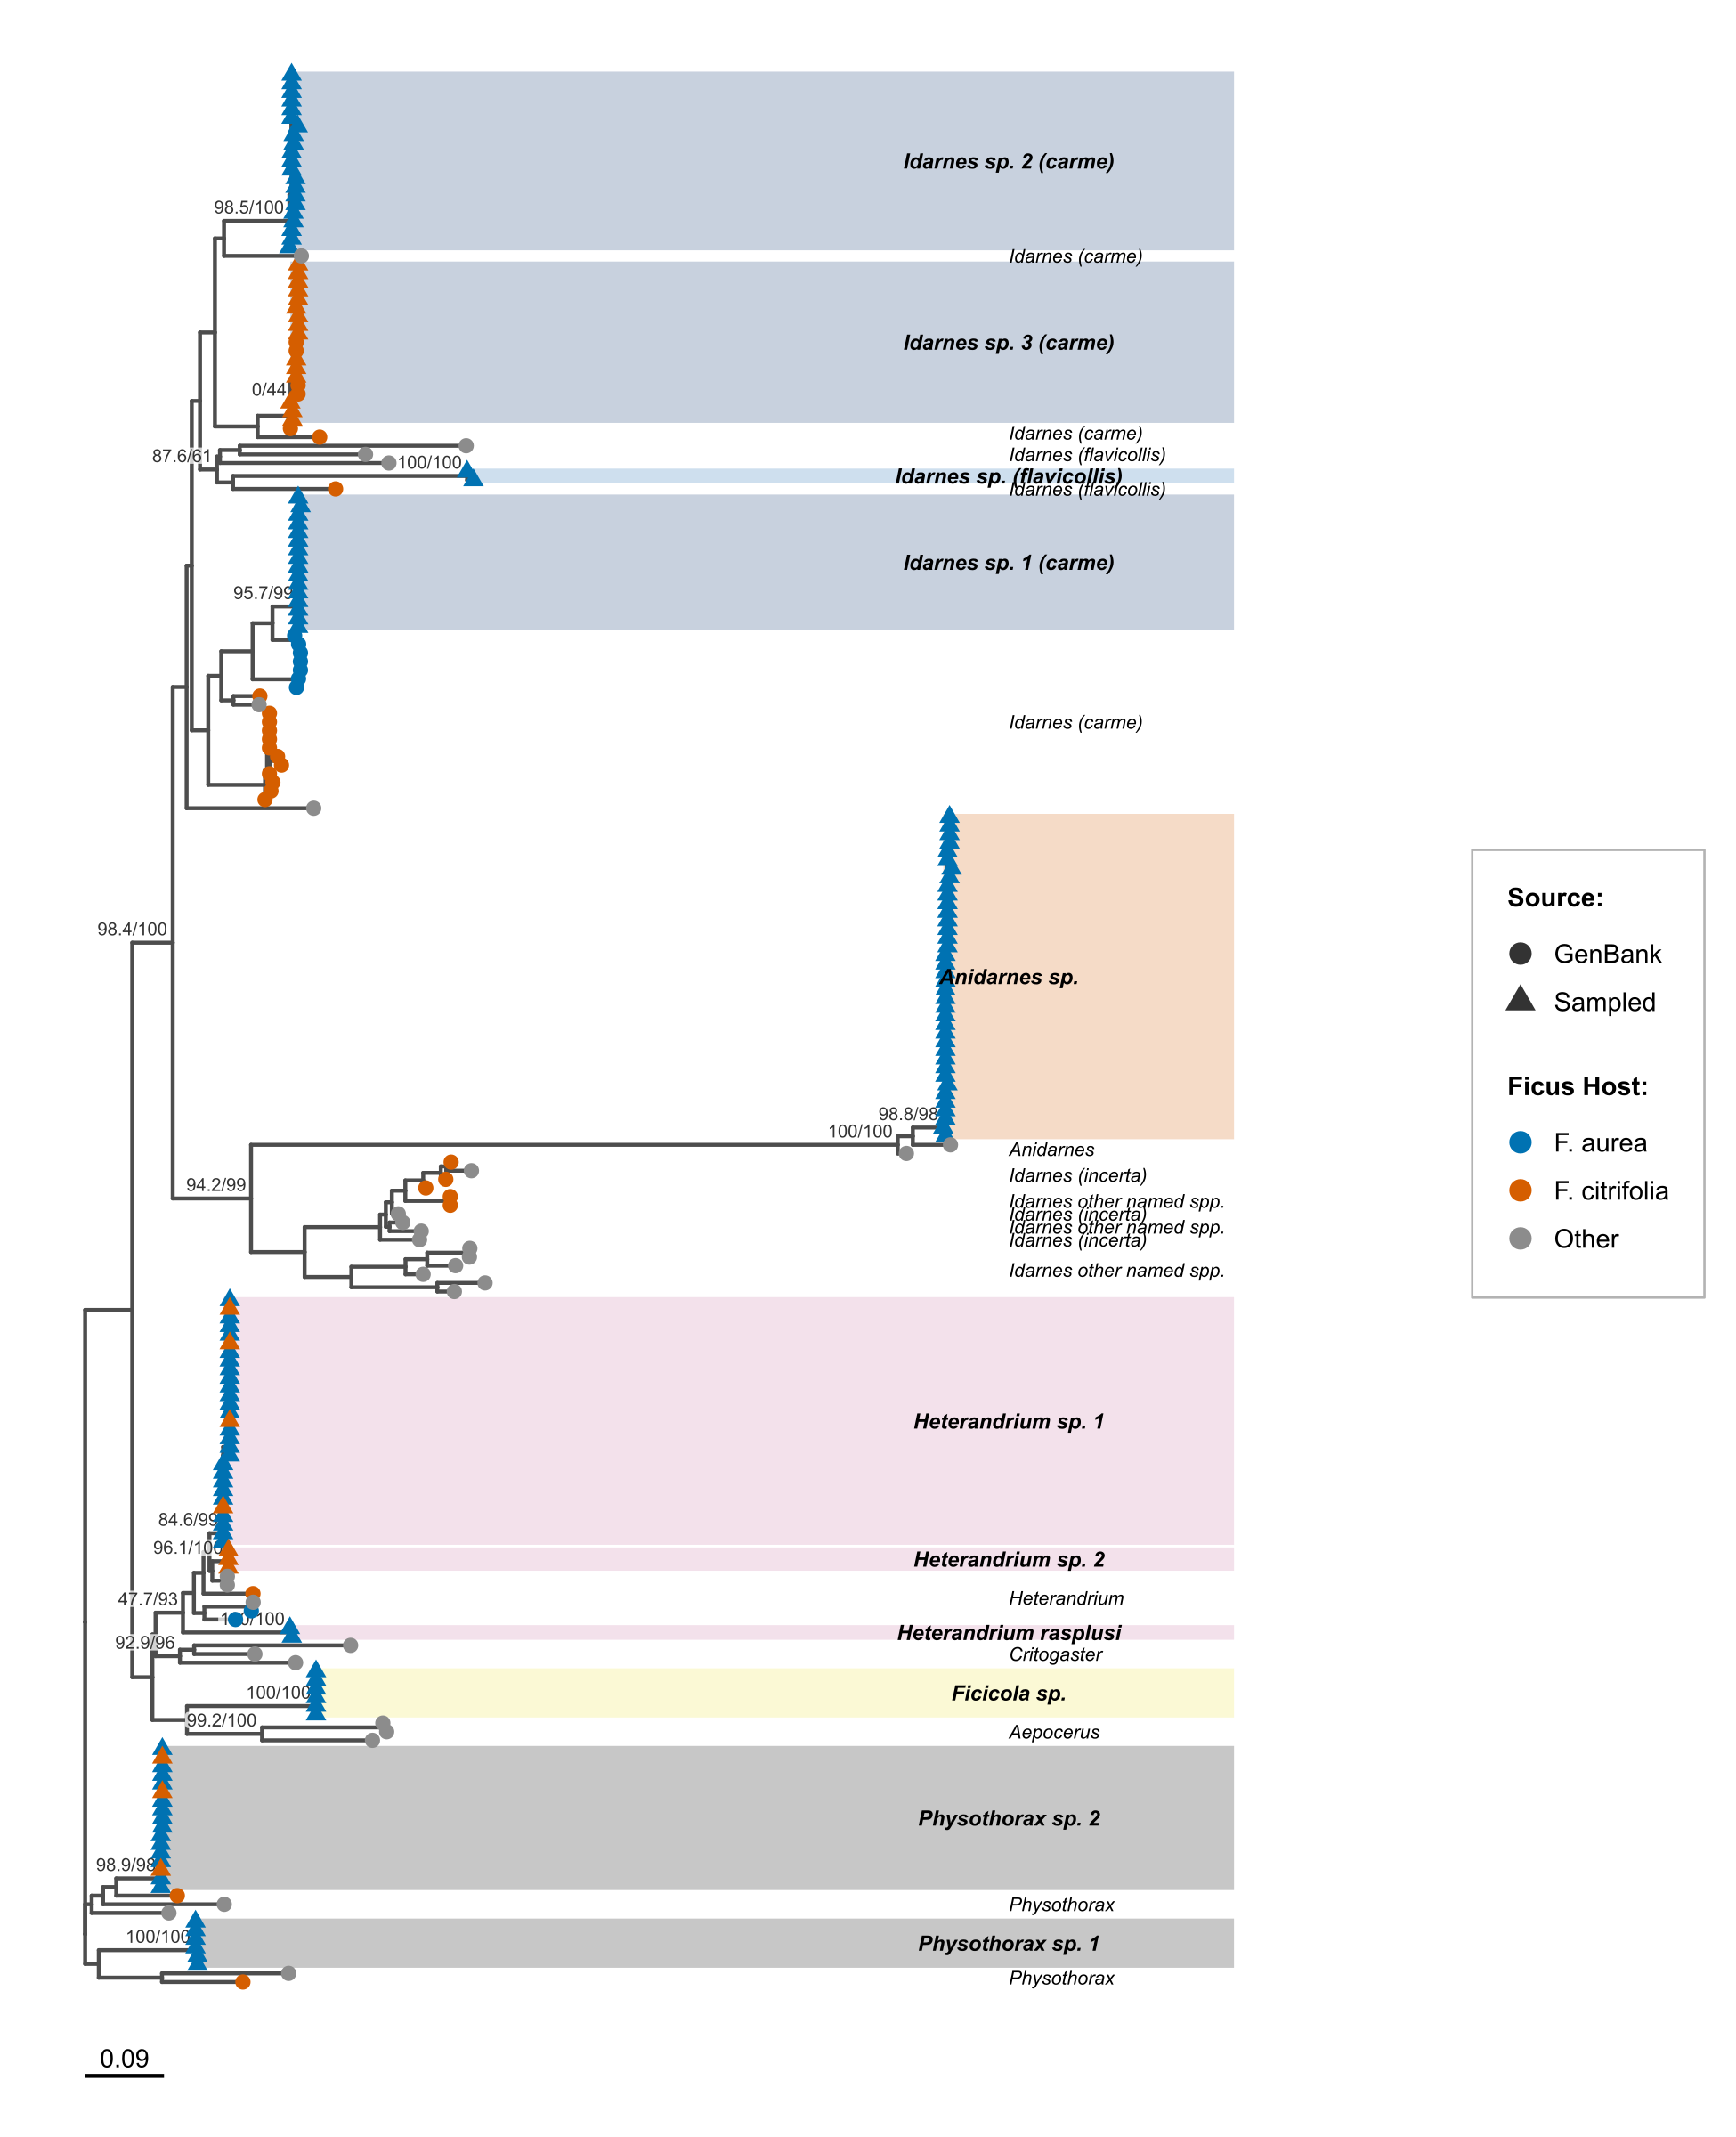 Idarnes sp. 2 (carme)
98.5/100
Idarnes (carme)
Idarnes sp. 3 (carme)
0/44
Idarnes (carme)
87.6/61
Idarnes (flavicollis)
100/100
Idarnes sp. (flavicollis)
Idarnes (flavicollis)
Idarnes sp. 1 (carme)
95.7/99
Idarnes (carme)
Source:
98.4/100
GenBank
Anidarnes sp.
Sampled
Ficus Host:
98.8/98
100/100
F. aurea
Anidarnes
Idarnes (incerta)
94.2/99
F. citrifolia
Idarnes other named spp.
Idarnes (incerta)
Idarnes other named spp.
Idarnes (incerta)
Other
Idarnes other named spp.
Heterandrium sp. 1
84.6/99
96.1/100
Heterandrium sp. 2
47.7/93
Heterandrium
100/100
Heterandrium rasplusi
92.9/96
Critogaster
100/100
Ficicola sp.
99.2/100
Aepocerus
Physothorax sp. 2
98.9/98
Physothorax
100/100
Physothorax sp. 1
Physothorax
0.09